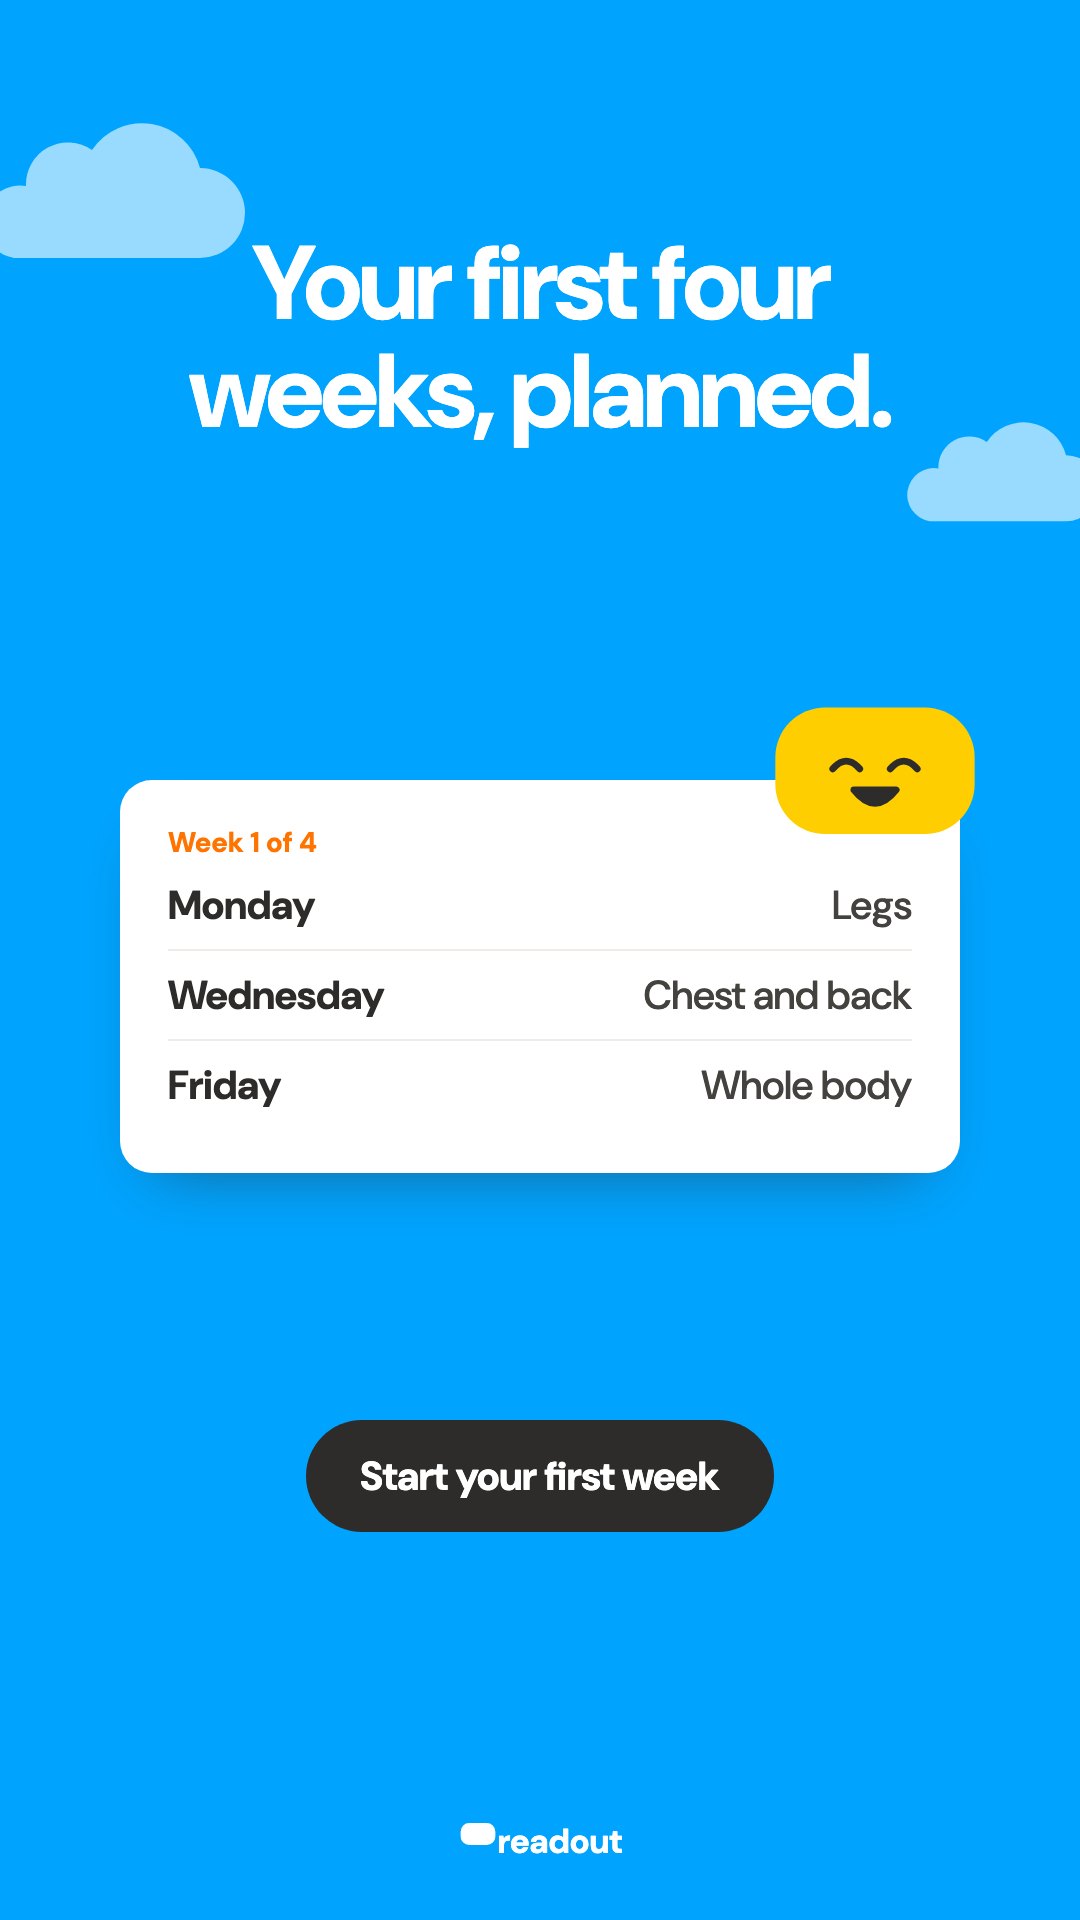 Your first four
weeks, planned.
Week 1 of 4
Monday Legs
Wednesday Chest and back
Friday Whole body
Start your first week
readout